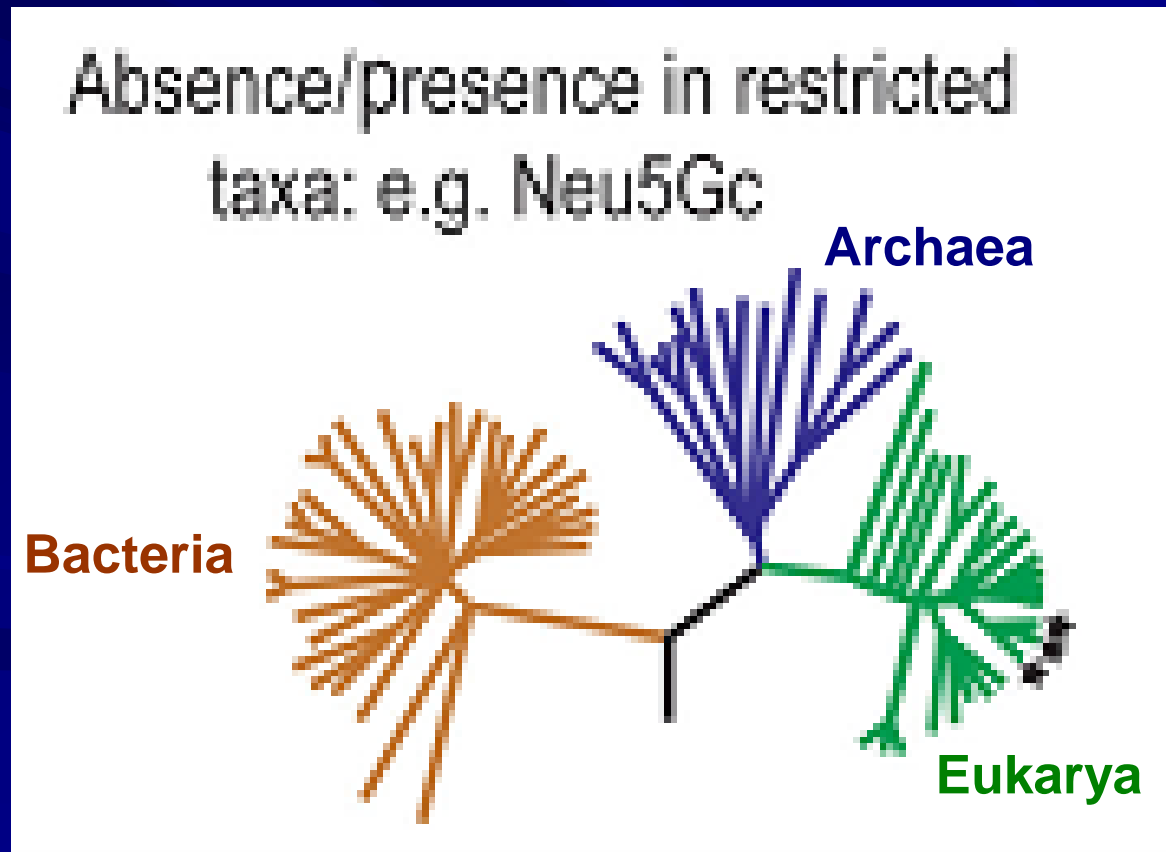 Absence/presence in restricted
taxa: e.g. Neu5Gc
Archaea
Bacteria
Eukarya